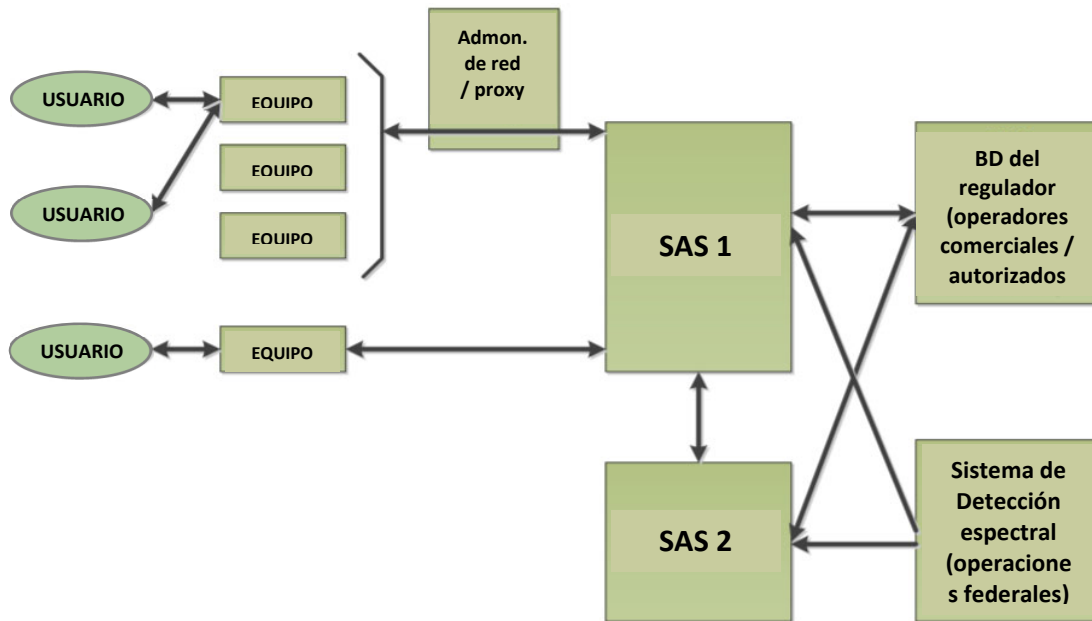 Admon.
de red
/ proxy
USUARIO
EQUIPO
EQUIPO
USUARIO
EQUIPO
USUARIO
EQUIPO
SAS 1
SAS 2
BD del
regulador
(operadores
comerciales /
autorizados
Sistema de
Detección
espectral
(operacione
s federales)